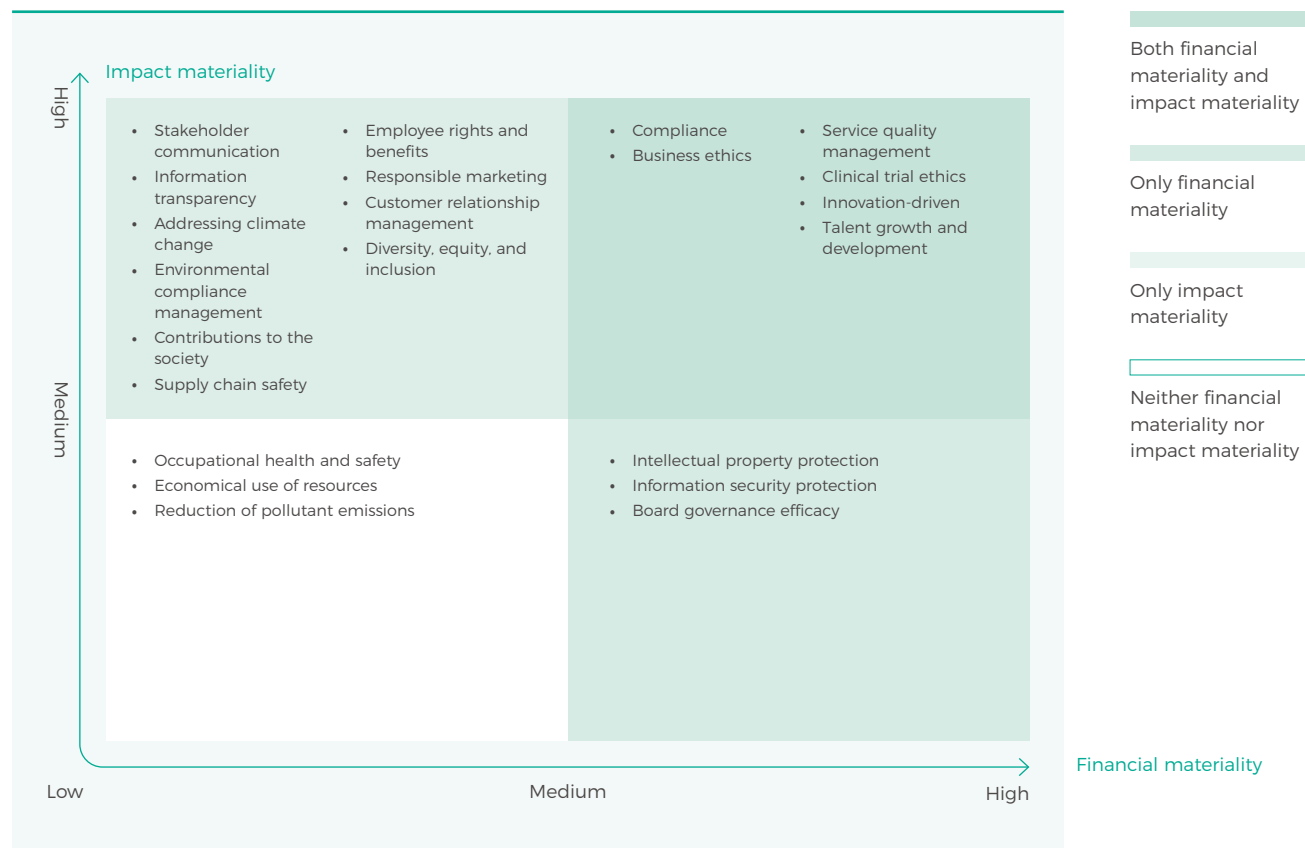 Impact materiality
High
Medium
• Stakeholder
communication
• Information
transparency
• Addressing climate
change
• Environmental
compliance
management
• Contributions to the
society
• Supply chain safety
• Employee rights and
benefits
• Responsible marketing
• Customer relationship
management
• Diversity, equity, and
inclusion
• Compliance
• Business ethics
• Service quality
management
• Clinical trial ethics
• Innovation-driven
• Talent growth and
development
• Occupational health and safety
• Economical use of resources
• Reduction of pollutant emissions
• Intellectual property protection
• Information security protection
• Board governance efficacy
Low
Medium
High
Financial materiality
Both financial
materiality and
impact materiality
Only financial
materiality
Only impact
materiality
Neither financial
materiality nor
impact materiality